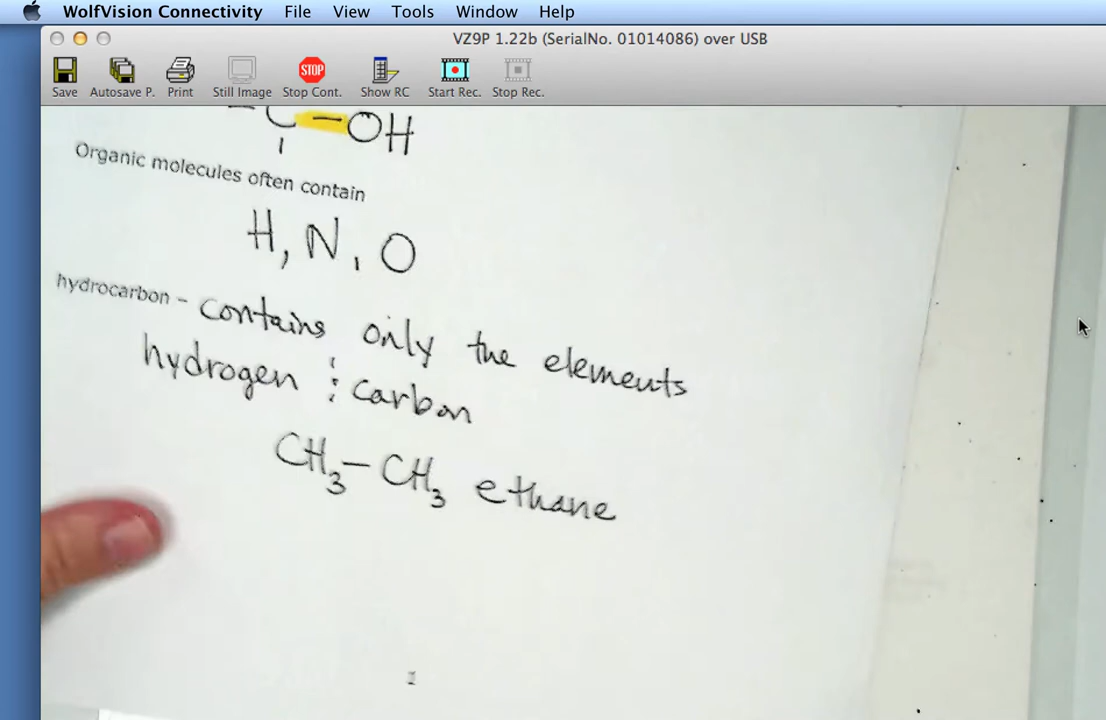 WolfVision Connectivity File View Tools Window Help
VZ9P 1.22b (SerialNo. 01014086) over USB
Save Autosave P. Print Still Image STOP Stop Cont. Show RC Start Rec. Stop Rec.
-C-OH
Organic molecules often contain
H, N, O
hydrocarbon - contains only the elements
hydrogen & carbon
CH3-CH3 ethane
1